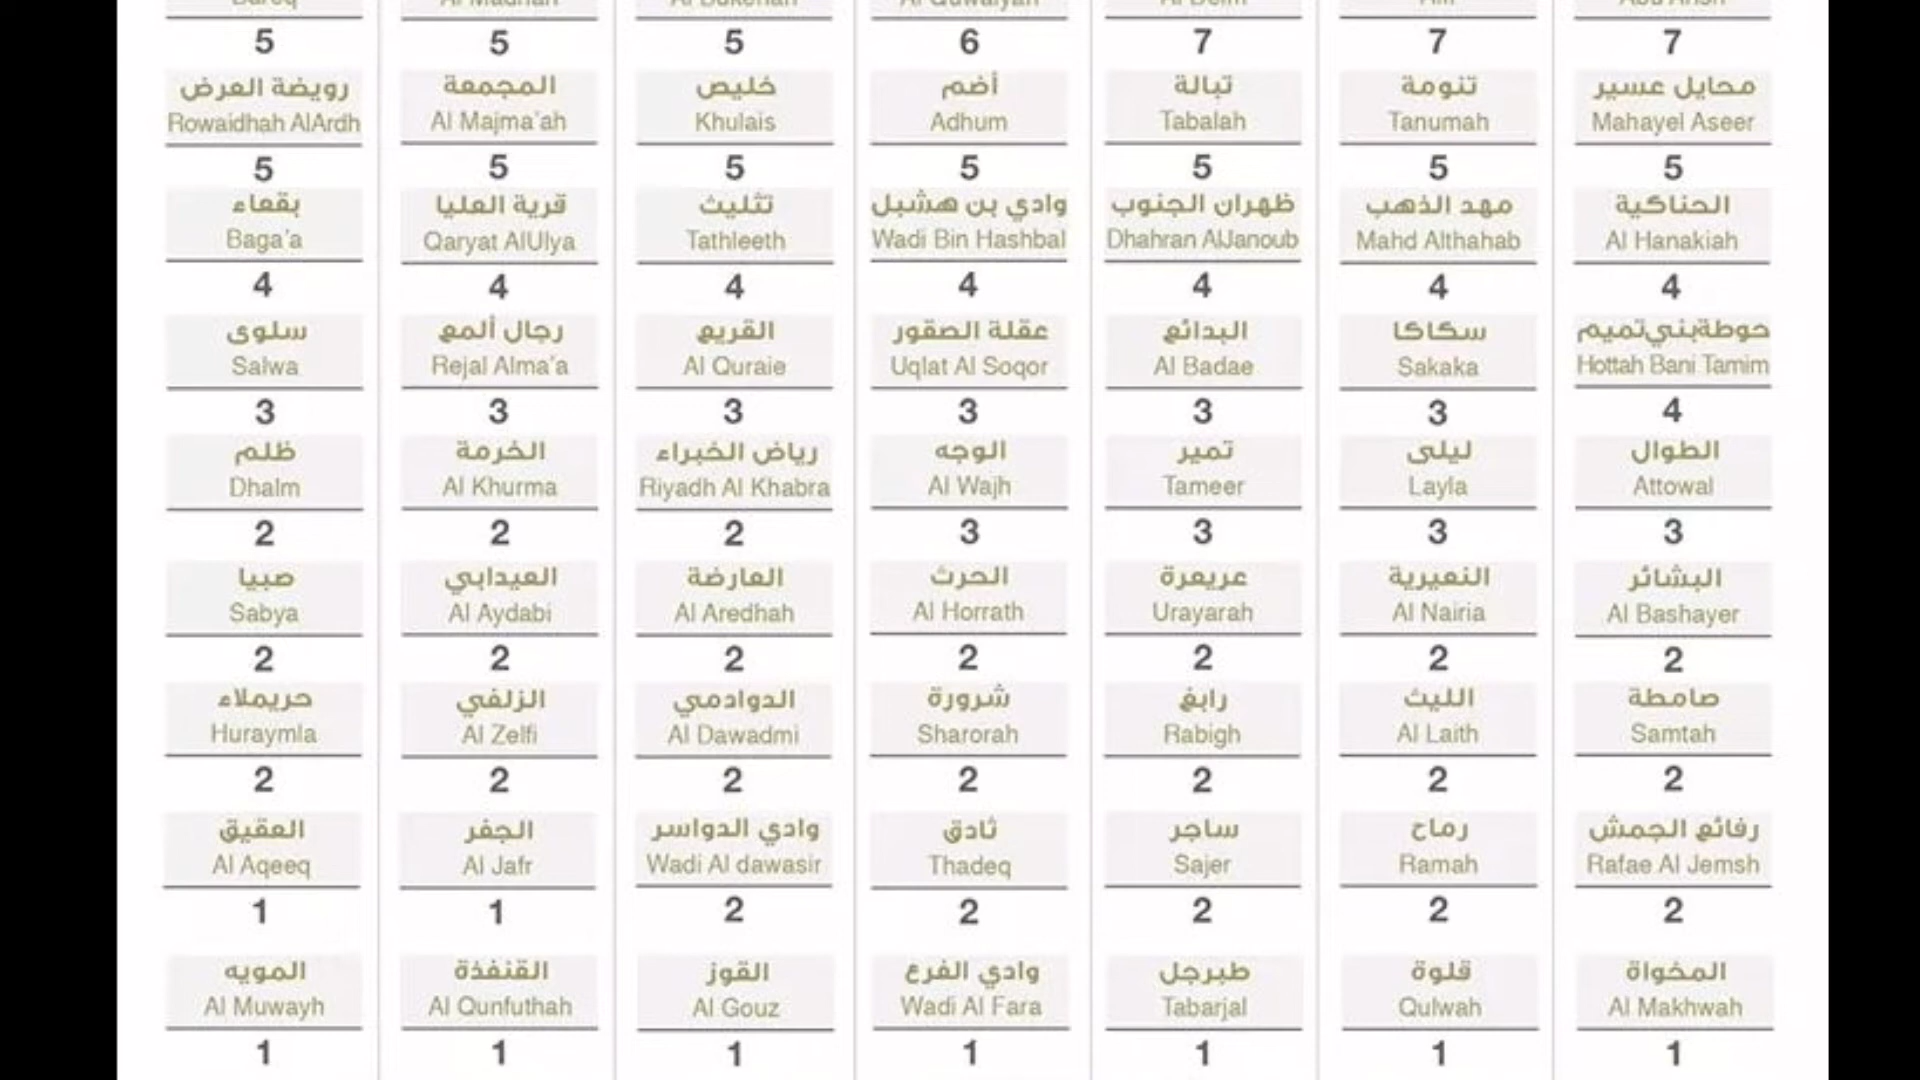 7
7
7
6
5
5
5
محايل عسير
Mahayel Aseer
5
تنومة
Tanumah
5
تبالة
Tabalah
5
أضم
Adhum
5
خليص
Khulais
5
المجمعة
Al Majma'ah
5
رويضة العرض
Rowaidhah AlArdh
5
الحناكية
Al Hanakiah
4
مهد الذهب
Mahd Althahab
4
ظهران الجنوب
Dhahran AlJanoub
4
وادي بن هشبل
Wadi Bin Hashbal
4
تثليث
Tathleeth
4
قرية العليا
Qaryat AlUlya
4
بقعاء
Baga'a
4
حوطة بني تميم
Hottah Bani Tamim
4
سكاكا
Sakaka
3
البدائع
Al Badae
3
عقلة الصقور
Uqlat Al Soqor
3
القريع
Al Quraie
3
رجال ألمع
Rejal Alma'a
3
سلوى
Salwa
3
الطوال
Attowal
3
ليلى
Layla
3
تمير
Tameer
3
الوجه
Al Wajh
3
رياض الخبراء
Riyadh Al Khabra
2
الخرمة
Al Khurma
2
ظلم
Dhalm
2
البشائر
Al Bashayer
2
النعيرية
Al Nairia
2
عريعرة
Urayarah
2
الحرث
Al Horrath
2
العارضة
Al Aredhah
2
العيدابي
Al Aydabi
2
صبيا
Sabya
2
صامطة
Samtah
2
الليث
Al Laith
2
رابغ
Rabigh
2
شرورة
Sharorah
2
الدوادمي
Al Dawadmi
2
الزلفي
Al Zelfi
2
حريملاء
Huraymla
2
رفائع الجمش
Rafae Al Jemsh
2
رماح
Ramah
2
ساجر
Sajer
2
ثادق
Thadeq
2
وادي الدواسر
Wadi Al dawasir
2
الجفر
Al Jafr
1
العقيق
Al Aqeeq
1
المخواة
Al Makhwah
1
قلوة
Qulwah
1
طبرجل
Tabarjal
1
وادي الفرع
Wadi Al Fara
1
القوز
Al Gouz
1
القنفذة
Al Qunfuthah
1
المويه
Al Muwayh
1